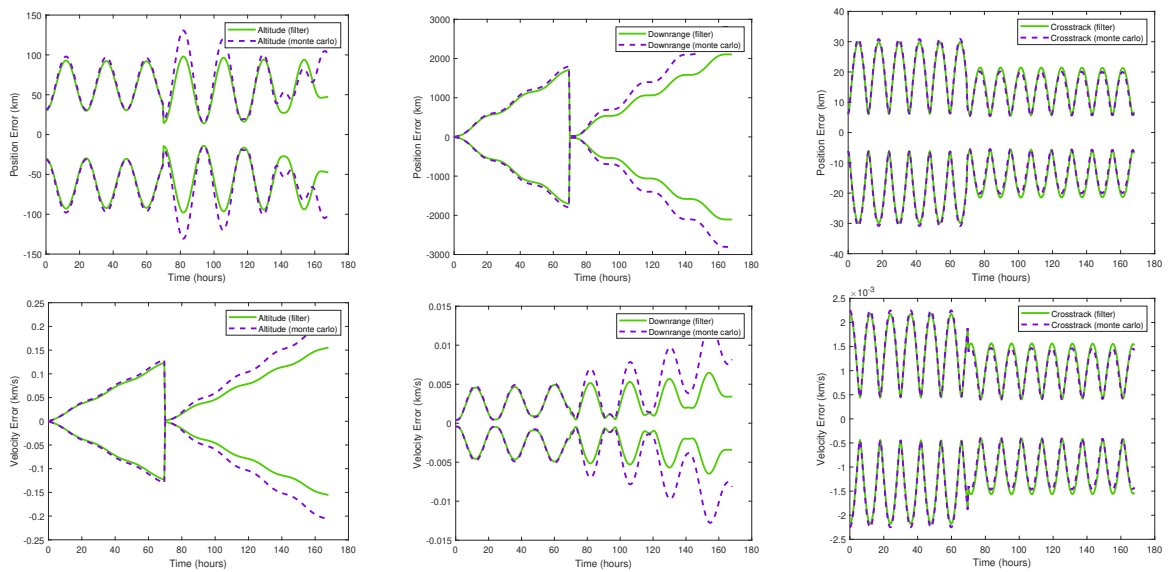 150
100
50
0
-50
-100
-150
Position Error (km)
0 20 40 60 80 100 120 140 160 180
Time (hours)
Altitude (filter)
Altitude (monte carlo)
3000
2000
1000
0
-1000
-2000
-3000
Position Error (km)
0 20 40 60 80 100 120 140 160 180
Time (hours)
Downrange (filter)
Downrange (monte carlo)
40
30
20
10
0
-10
-20
-30
-40
Position Error (km)
0 20 40 60 80 100 120 140 160 180
Time (hours)
Crosstrack (filter)
Crosstrack (monte carlo)
0.25
0.2
0.15
0.1
0.05
0
-0.05
-0.1
-0.15
-0.2
-0.25
Velocity Error (km/s)
0 20 40 60 80 100 120 140 160 180
Time (hours)
Altitude (filter)
Altitude (monte carlo)
0.015
0.01
0.005
0
-0.005
-0.01
-0.015
Velocity Error (km/s)
0 20 40 60 80 100 120 140 160 180
Time (hours)
Downrange (filter)
Downrange (monte carlo)
×10⁻³
2.5
2
1.5
1
0.5
0
-0.5
-1
-1.5
-2
-2.5
Velocity Error (km/s)
0 20 40 60 80 100 120 140 160 180
Time (hours)
Crosstrack (filter)
Crosstrack (monte carlo)